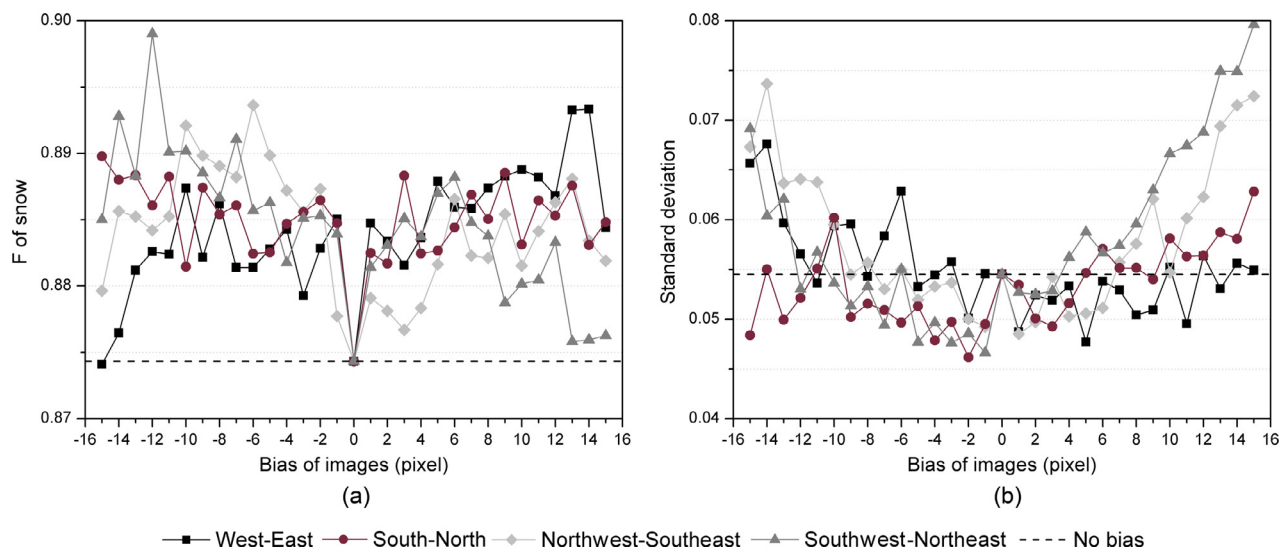 0.90
0.89
0.88
0.87
F of snow
-16 -14 -12 -10 -8 -6 -4 -2 0 2 4 6 8 10 12 14 16
Bias of images (pixel)
(a)
0.08
0.07
0.06
0.05
0.04
Standard deviation
-16 -14 -12 -10 -8 -6 -4 -2 0 2 4 6 8 10 12 14 16
Bias of images (pixel)
(b)
West-East South-North Northwest-Southeast Southwest-Northeast No bias